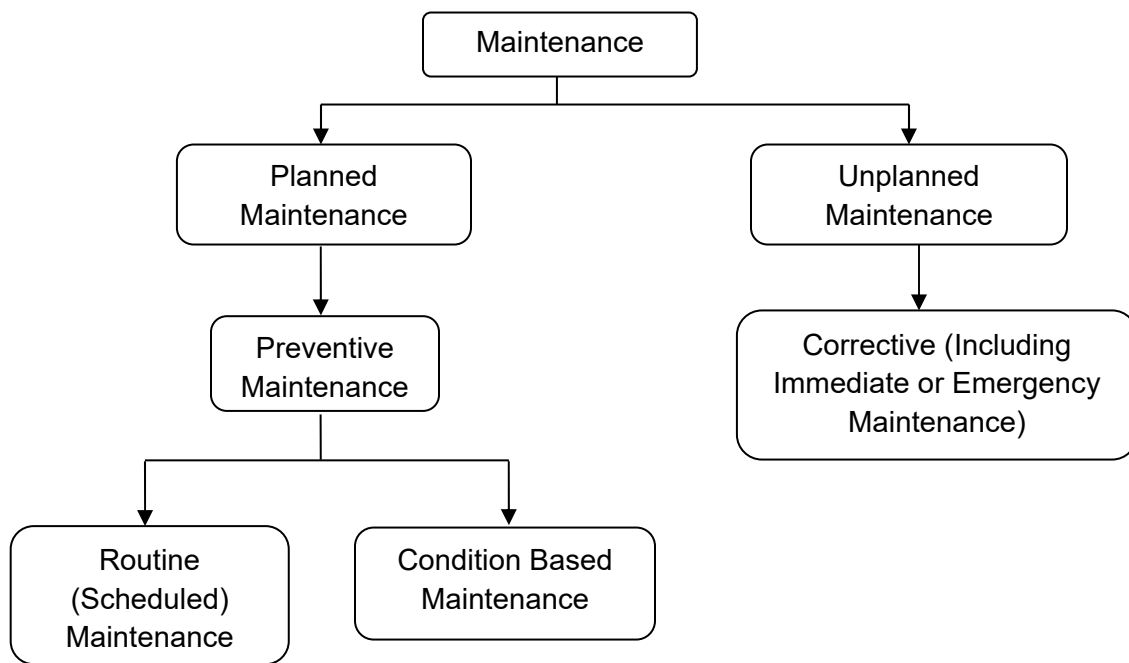 Maintenance
Planned
Maintenance
Unplanned
Maintenance
Preventive
Maintenance
Corrective (Including
Immediate or Emergency
Maintenance)
Routine
(Scheduled)
Maintenance
Condition Based
Maintenance